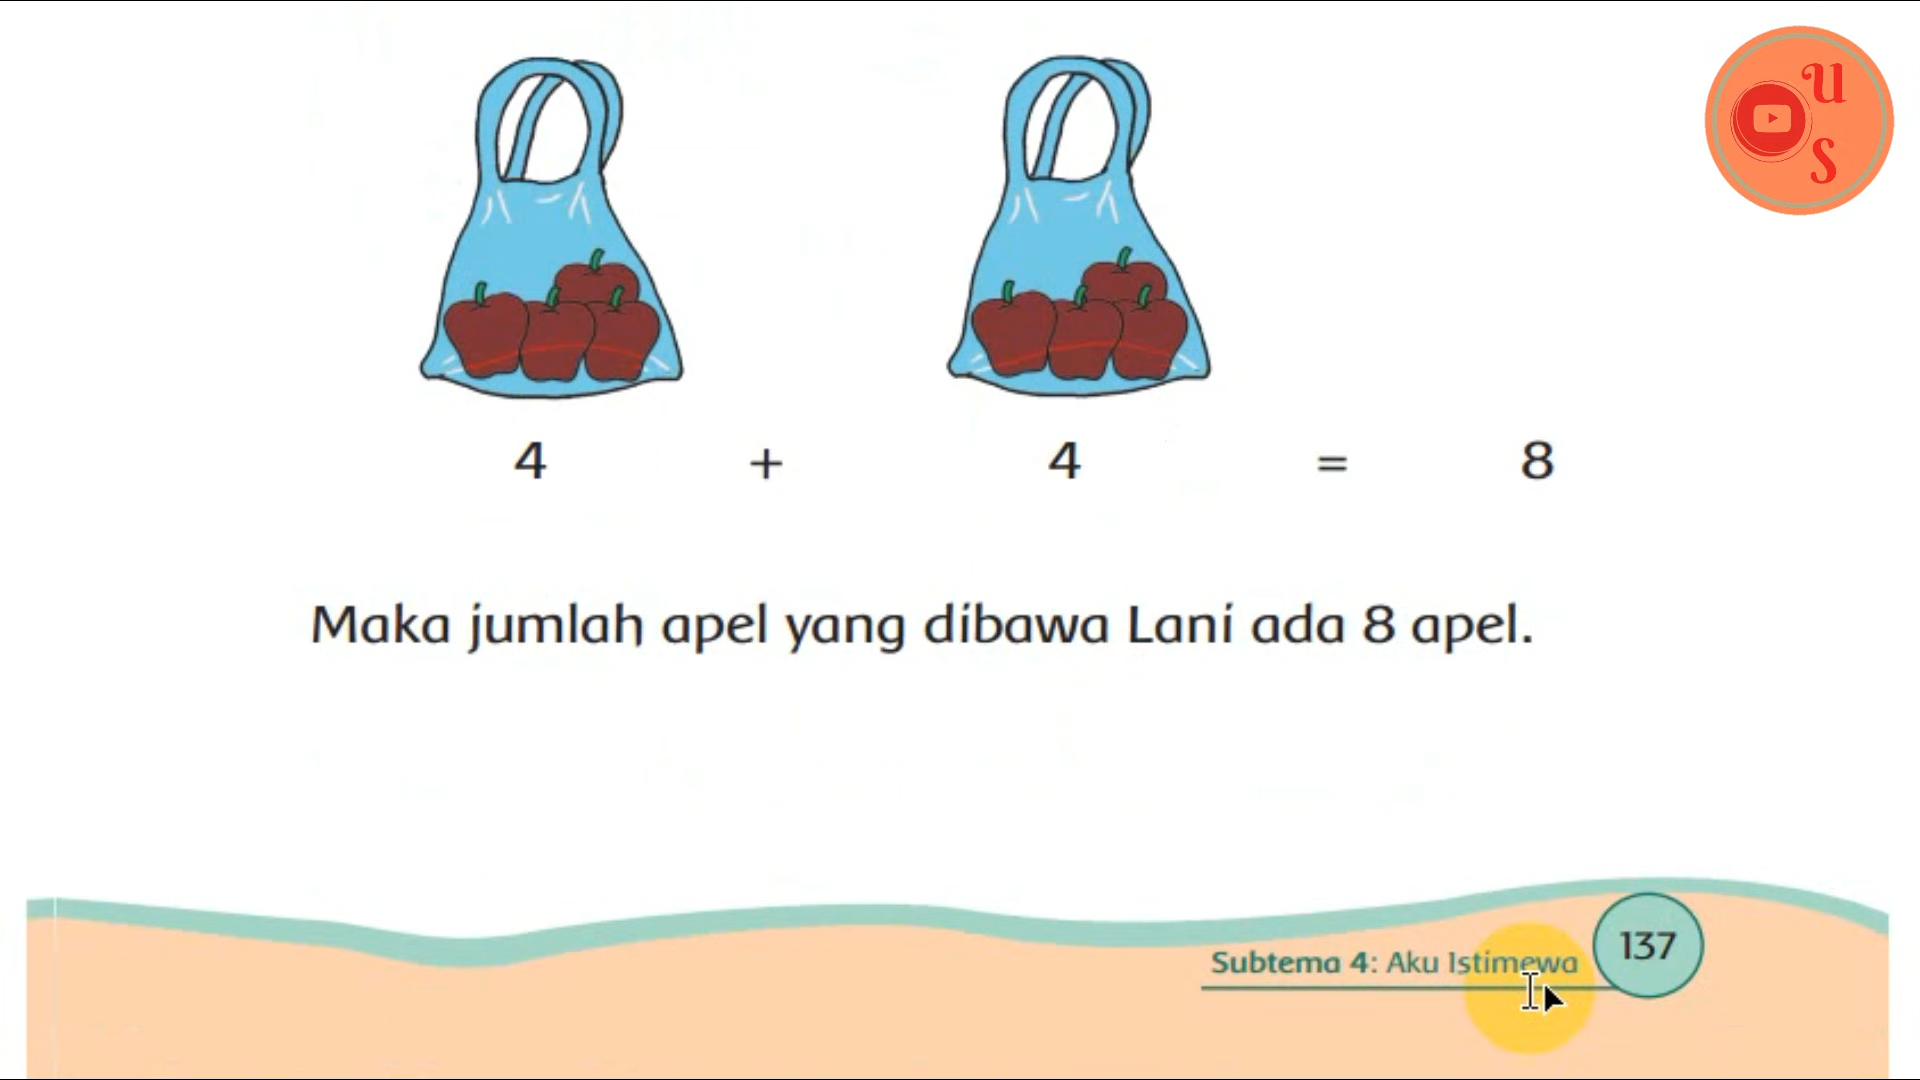 U
S
4 + 4 = 8
Maka jumlah apel yang dibawa Lani ada 8 apel.
Subtema 4: Aku Istimewa
137